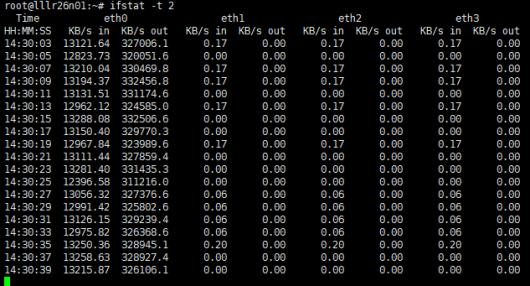 root@lllr26n01:~# ifstat -t 2
Time eth0 eth1 eth2 eth3
HH:MM:SS KB/s in KB/s out KB/s in KB/s out KB/s in KB/s out KB/s in KB/s out
14:30:03 13121.64 327006.1 0.17 0.00 0.17 0.00 0.17 0.00
14:30:05 12823.73 320051.6 0.00 0.00 0.00 0.00 0.00 0.00
14:30:07 13210.04 330469.8 0.17 0.00 0.17 0.00 0.17 0.00
14:30:09 13194.37 332456.8 0.17 0.00 0.17 0.00 0.17 0.00
14:30:11 13131.51 331174.6 0.00 0.00 0.00 0.00 0.00 0.00
14:30:13 12962.12 324585.0 0.17 0.00 0.17 0.00 0.17 0.00
14:30:15 13288.08 332506.6 0.00 0.00 0.00 0.00 0.00 0.00
14:30:17 13150.40 329770.3 0.00 0.00 0.00 0.00 0.00 0.00
14:30:19 12967.84 323989.6 0.17 0.00 0.17 0.00 0.17 0.00
14:30:21 13111.44 327859.4 0.00 0.00 0.00 0.00 0.00 0.00
14:30:23 13281.40 331435.3 0.00 0.00 0.00 0.00 0.00 0.00
14:30:25 12396.58 311216.0 0.00 0.00 0.00 0.00 0.00 0.00
14:30:27 13056.32 327376.6 0.06 0.00 0.06 0.00 0.06 0.00
14:30:29 12991.42 325802.6 0.06 0.00 0.06 0.00 0.06 0.00
14:30:31 13126.15 329239.4 0.06 0.00 0.06 0.00 0.06 0.00
14:30:33 12975.82 326368.6 0.06 0.00 0.06 0.00 0.06 0.00
14:30:35 13250.36 328945.1 0.20 0.00 0.20 0.00 0.20 0.00
14:30:37 13258.63 328927.4 0.00 0.00 0.00 0.00 0.00 0.00
14:30:39 13215.87 326106.1 0.00 0.00 0.00 0.00 0.00 0.00